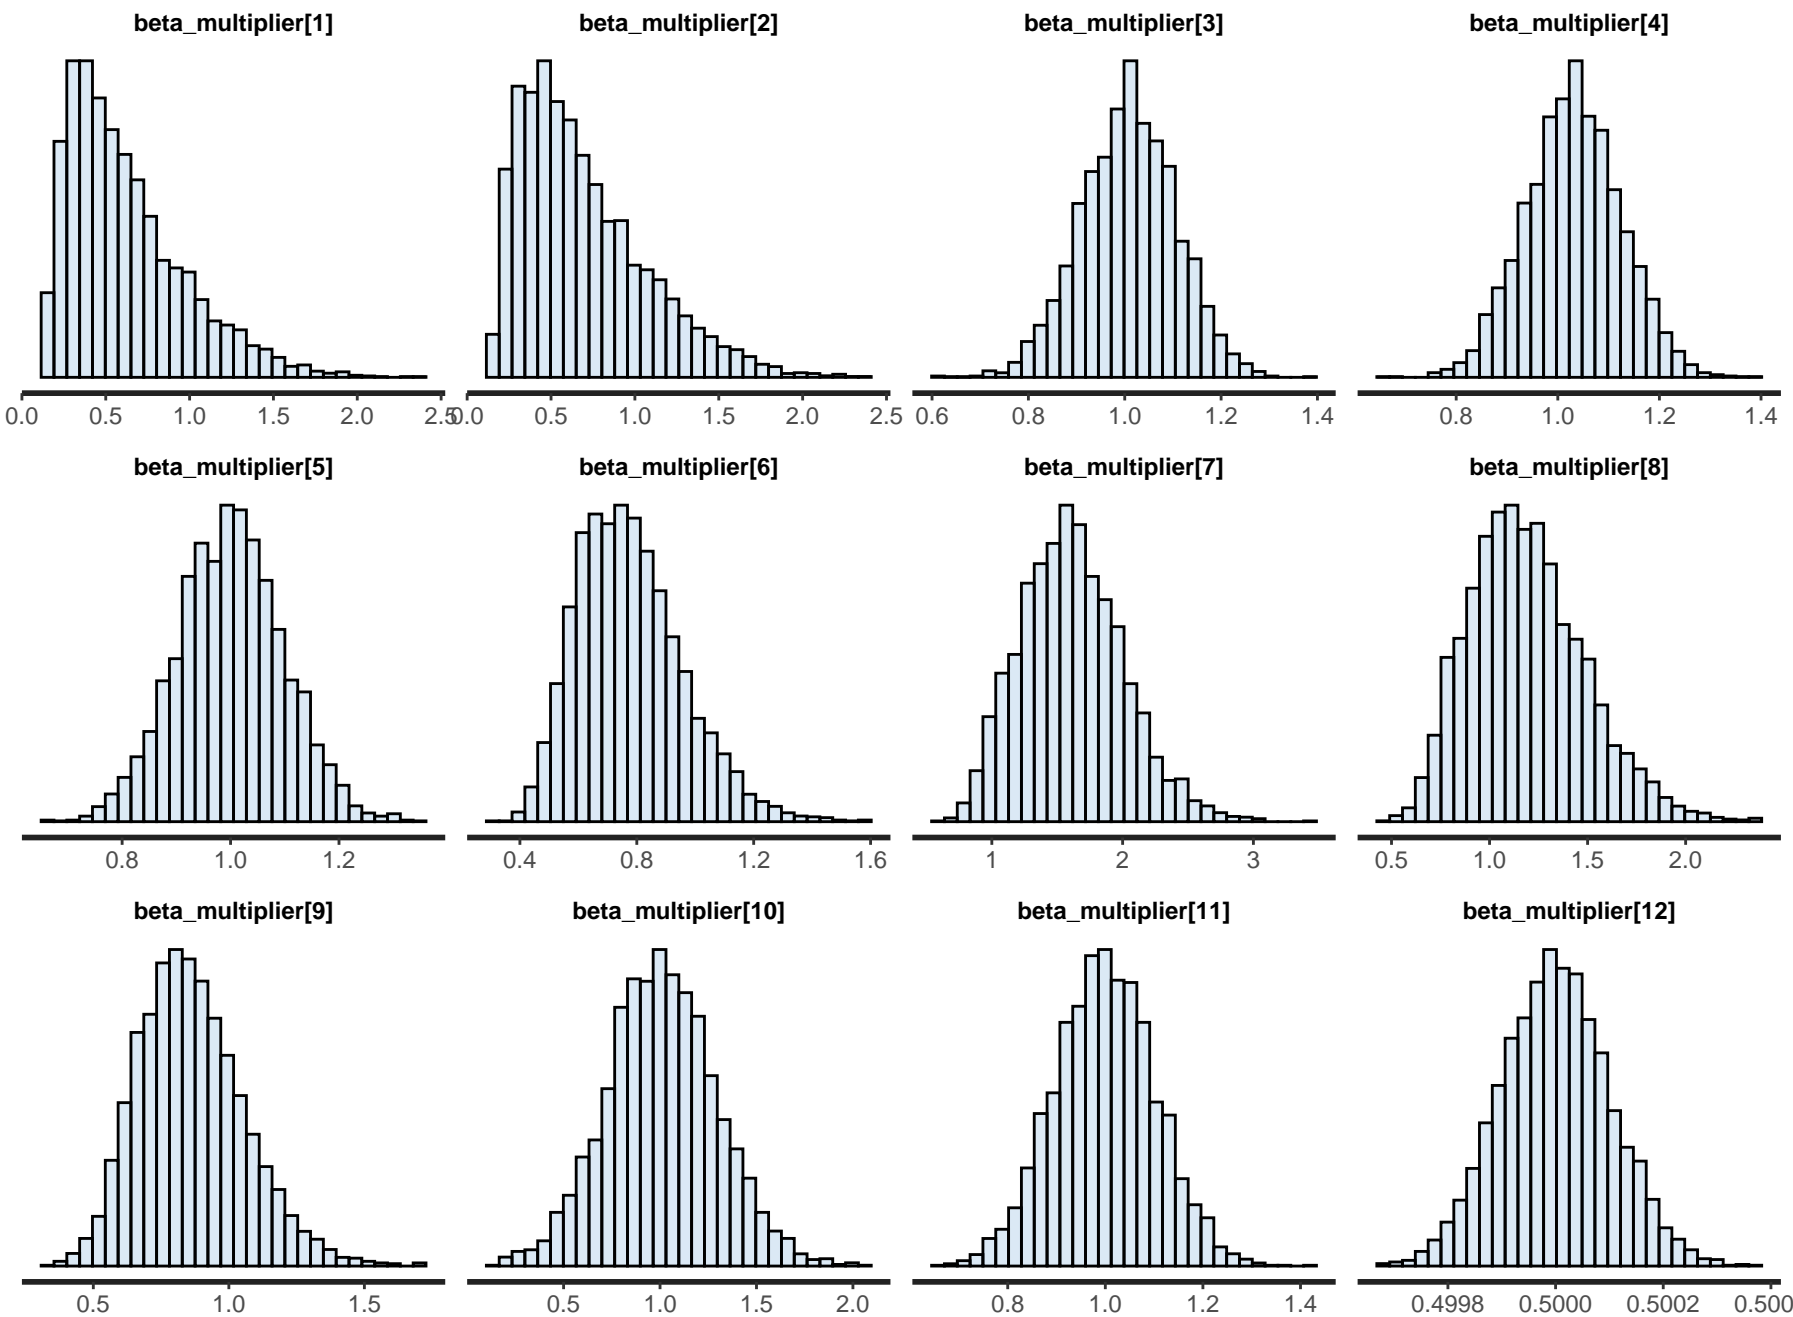 beta_multiplier[1] beta_multiplier[2] beta_multiplier[3] beta_multiplier[4]
0.0 0.5 1.0 1.5 2.0 2.5 0.0 0.5 1.0 1.5 2.0 2.5 0.6 0.8 1.0 1.2 1.4 0.8 1.0 1.2 1.4
beta_multiplier[5] beta_multiplier[6] beta_multiplier[7] beta_multiplier[8]
0.8 1.0 1.2 0.4 0.8 1.2 1.6 1 2 3 0.5 1.0 1.5 2.0
beta_multiplier[9] beta_multiplier[10] beta_multiplier[11] beta_multiplier[12]
0.5 1.0 1.5 0.5 1.0 1.5 2.0 0.8 1.0 1.2 1.4 0.4998 0.5000 0.5002 0.500